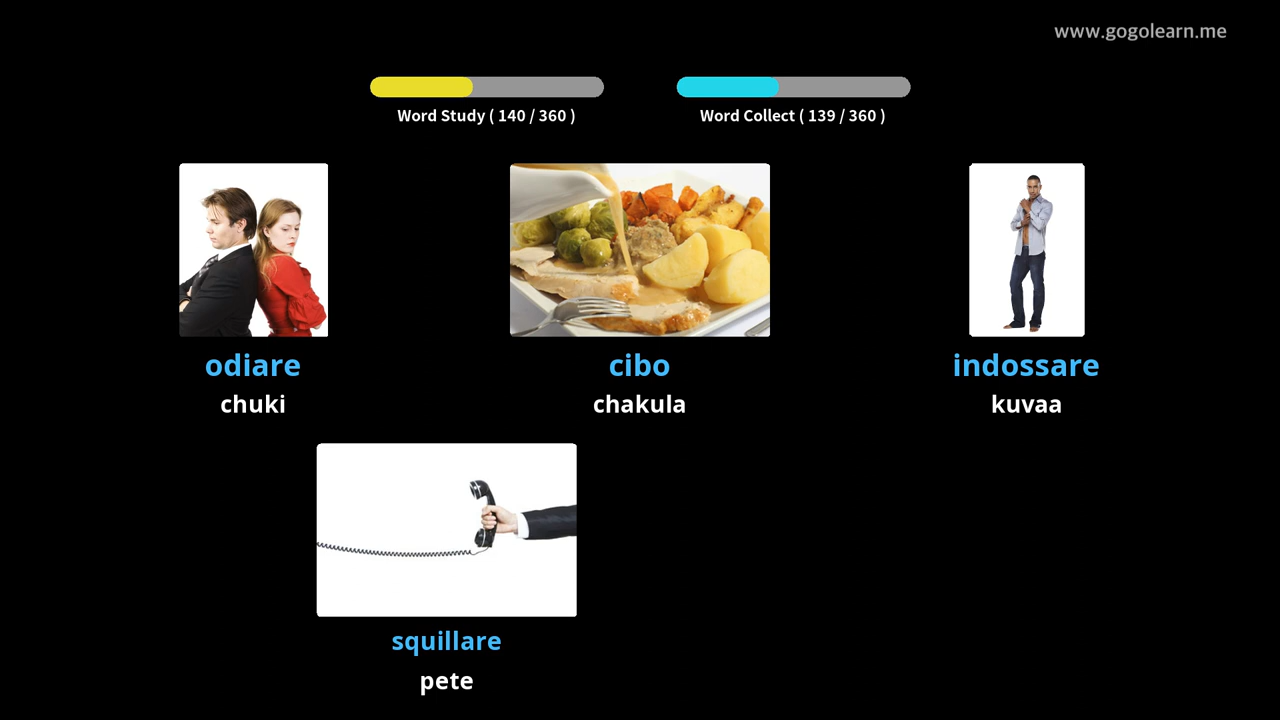 www.gogolearn.me
Word Study ( 140 / 360 )
Word Collect ( 139 / 360 )
odiare
cibo
indossare
chuki
chakula
kuvaa
squillare
pete